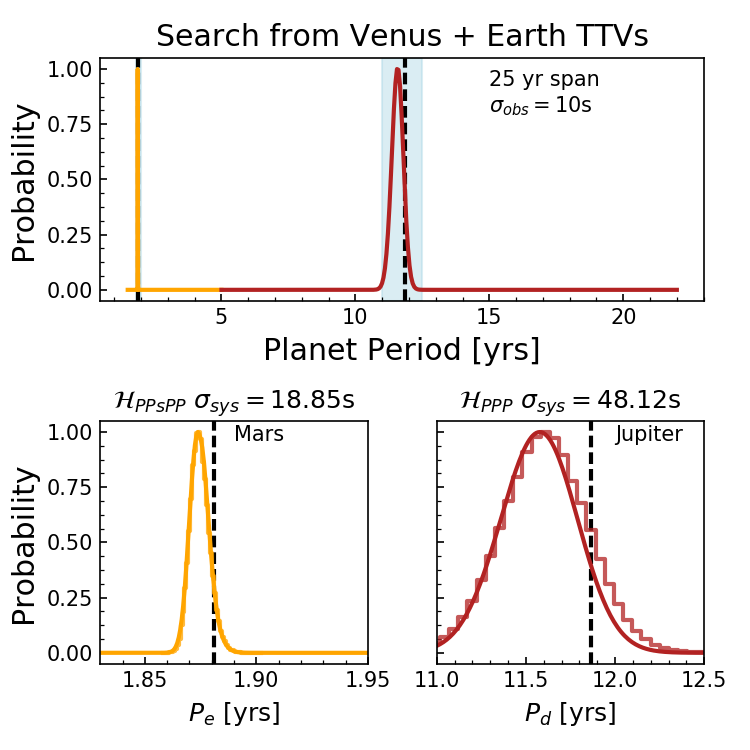 Search from Venus + Earth TTVs
1.00
0.75
0.50
0.25
0.00
Probability
25 yr span
σ_obs = 10s
5 10 15 20
Planet Period [yrs]
ℋ_PPsPP σ_sys = 18.85s
1.00
0.75
0.50
0.25
0.00
Probability
Mars
1.85 1.90 1.95
P_e [yrs]
ℋ_PPP σ_sys = 48.12s
Jupiter
11.0 11.5 12.0 12.5
P_d [yrs]